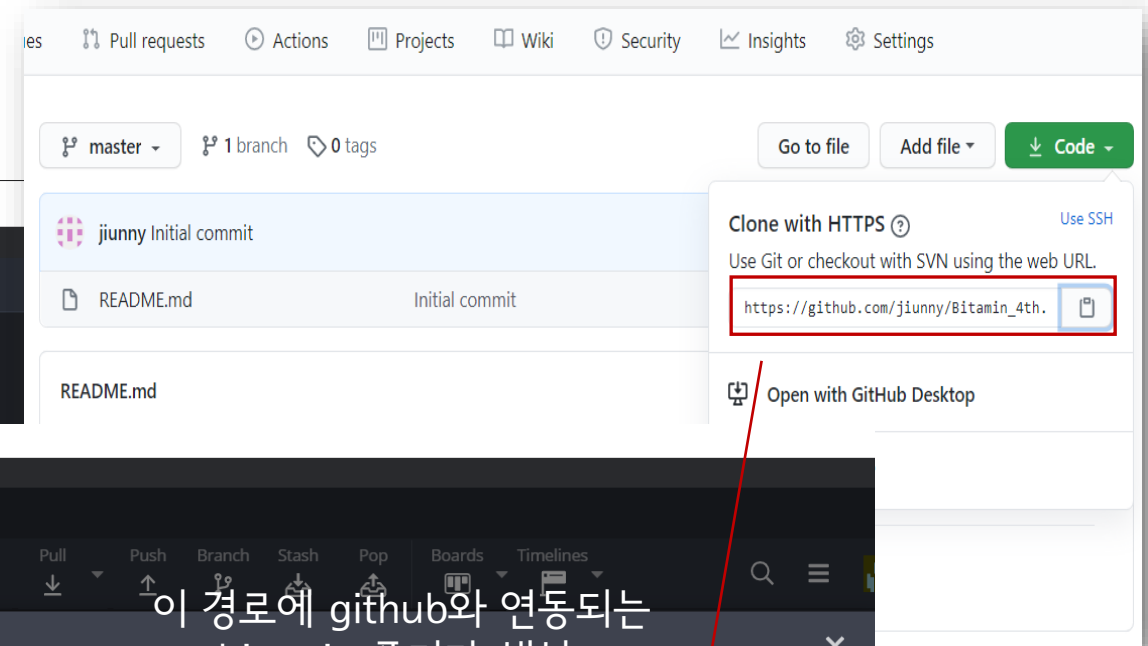 ies Pull requests Actions Projects Wiki Security Insights Settings
master 1 branch 0 tags Go to file Add file Code
jiunny Initial commit
README.md Initial commit
README.md
Clone with HTTPS ? Use SSH
Use Git or checkout with SVN using the web URL.
https://github.com/jiunny/Bitamin_4th.
Open with GitHub Desktop
Pull Push Branch Stash Pop Boards Timelines
이 경로에 github와 연동되는